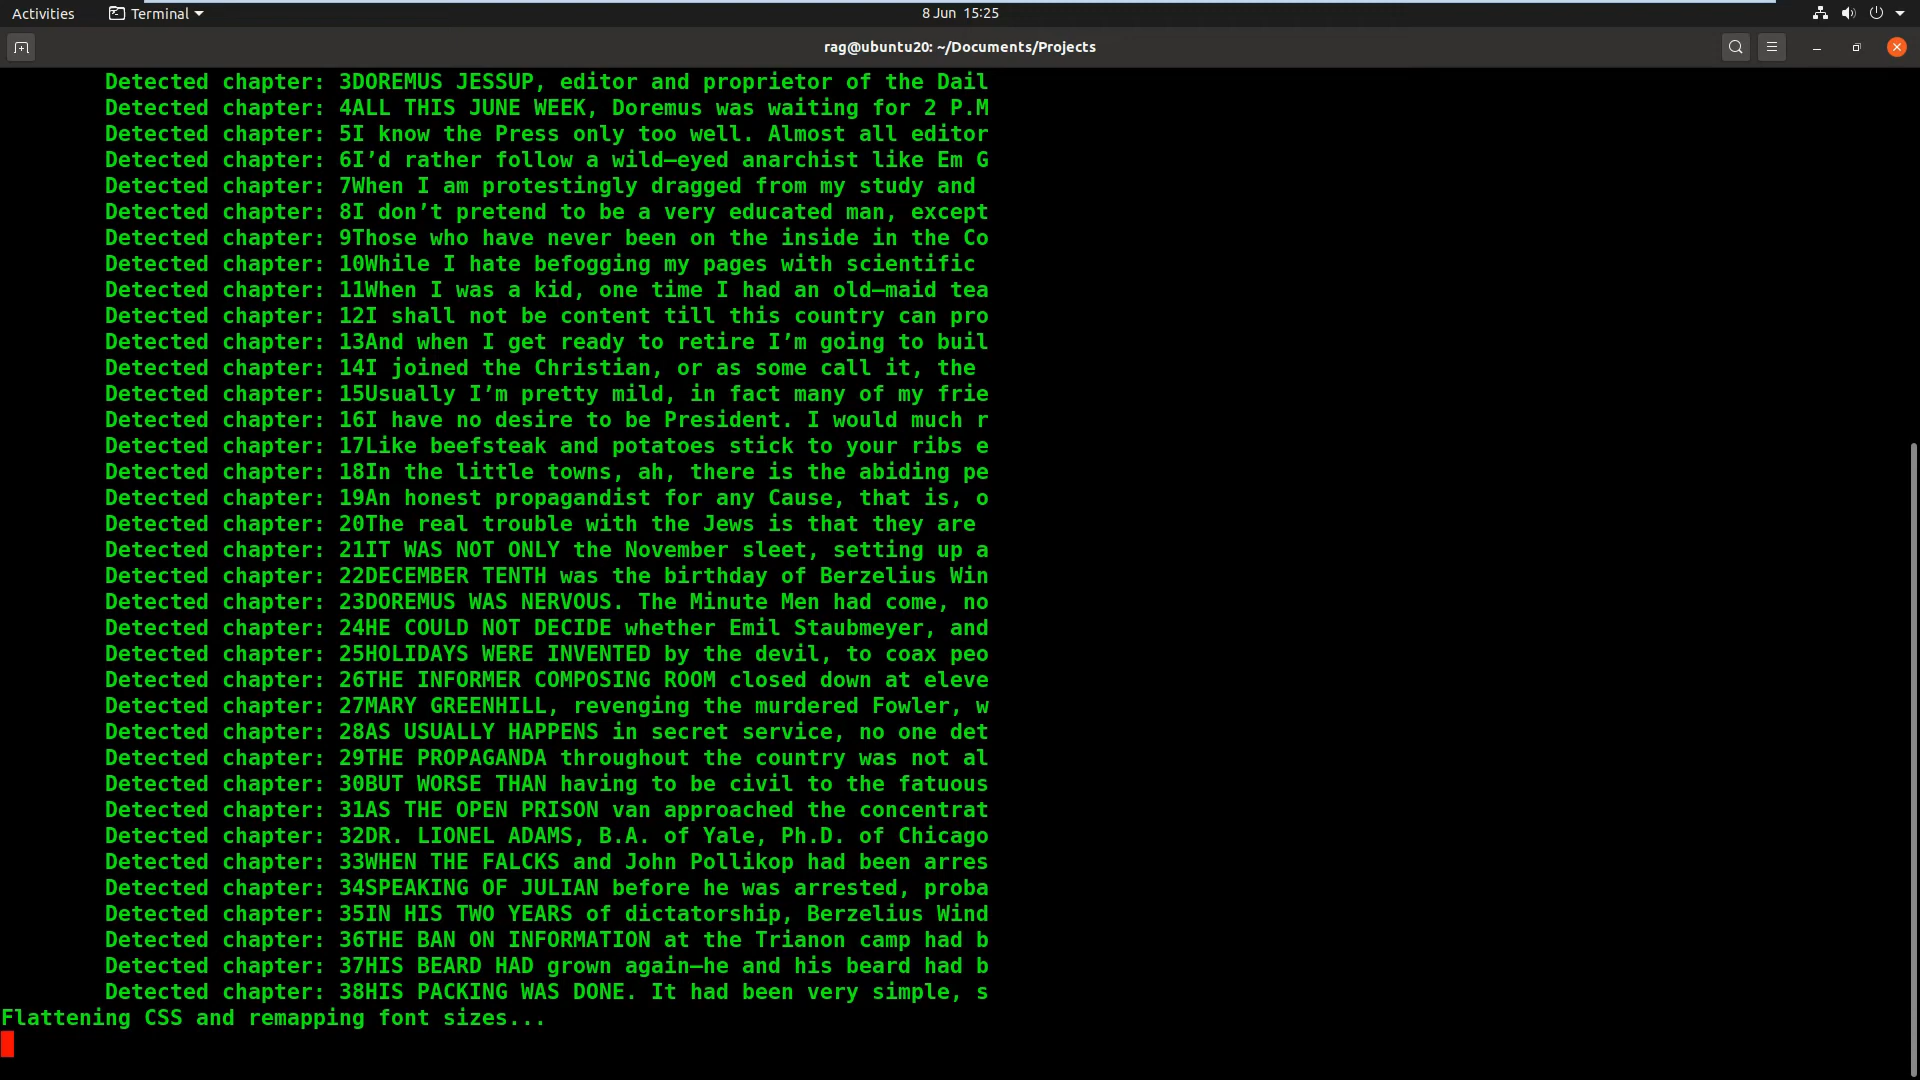 Activities Terminal 8 Jun 15:25
rag@ubuntu20: ~/Documents/Projects
Detected chapter: 3DOREMUS JESSUP, editor and proprietor of the Dail
Detected chapter: 4ALL THIS JUNE WEEK, Doremus was waiting for 2 P.M
Detected chapter: 5I know the Press only too well. Almost all editor
Detected chapter: 6I’d rather follow a wild—eyed anarchist like Em G
Detected chapter: 7When I am protestingly dragged from my study and
Detected chapter: 8I don’t pretend to be a very educated man, except
Detected chapter: 9Those who have never been on the inside in the Co
Detected chapter: 10While I hate befogging my pages with scientific
Detected chapter: 11When I was a kid, one time I had an old—maid tea
Detected chapter: 12I shall not be content till this country can pro
Detected chapter: 13And when I get ready to retire I’m going to buil
Detected chapter: 14I joined the Christian, or as some call it, the
Detected chapter: 15Usually I’m pretty mild, in fact many of my frie
Detected chapter: 16I have no desire to be President. I would much r
Detected chapter: 17Like beefsteak and potatoes stick to your ribs e
Detected chapter: 18In the little towns, ah, there is the abiding pe
Detected chapter: 19An honest propagandist for any Cause, that is, o
Detected chapter: 20The real trouble with the Jews is that they are
Detected chapter: 21IT WAS NOT ONLY the November sleet, setting up a
Detected chapter: 22DECEMBER TENTH was the birthday of Berzelius Win
Detected chapter: 23DOREMUS WAS NERVOUS. The Minute Men had come, no
Detected chapter: 24HE COULD NOT DECIDE whether Emil Staubmeyer, and
Detected chapter: 25HOLIDAYS WERE INVENTED by the devil, to coax peo
Detected chapter: 26THE INFORMER COMPOSING ROOM closed down at eleve
Detected chapter: 27MARY GREENHILL, revenging the murdered Fowler, w
Detected chapter: 28AS USUALLY HAPPENS in secret service, no one det
Detected chapter: 29THE PROPAGANDA throughout the country was not al
Detected chapter: 30BUT WORSE THAN having to be civil to the fatuous
Detected chapter: 31AS THE OPEN PRISON van approached the concentrat
Detected chapter: 32DR. LIONEL ADAMS, B.A. of Yale, Ph.D. of Chicago
Detected chapter: 33WHEN THE FALCKS and John Pollikop had been arres
Detected chapter: 34SPEAKING OF JULIAN before he was arrested, proba
Detected chapter: 35IN HIS TWO YEARS of dictatorship, Berzelius Wind
Detected chapter: 36THE BAN ON INFORMATION at the Trianon camp had b
Detected chapter: 37HIS BEARD HAD grown again—he and his beard had b
Detected chapter: 38HIS PACKING WAS DONE. It had been very simple, s
Flattening CSS and remapping font sizes...